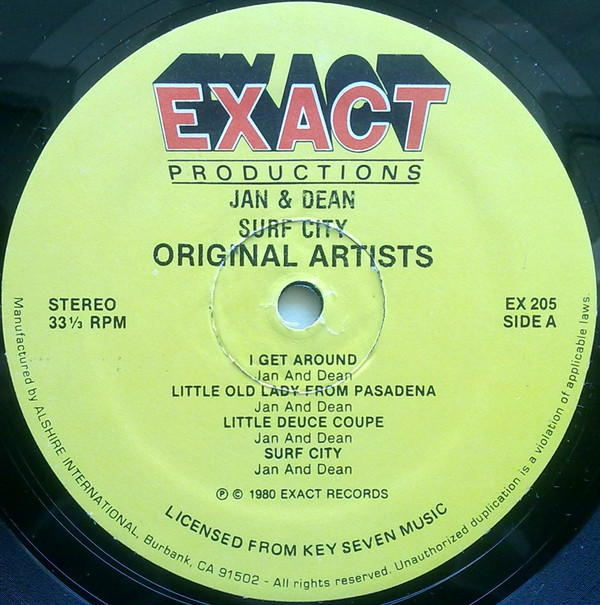 EXACT
PRODUCTIONS
JAN & DEAN
SURF CITY
ORIGINAL ARTISTS
STEREO
33 1/3 RPM
EX 205
SIDE A
I GET AROUND
Jan And Dean
LITTLE OLD LADY FROM PASADENA
Jan And Dean
LITTLE DEUCE COUPE
Jan And Dean
SURF CITY
Jan And Dean
Ⓟ © 1980 EXACT RECORDS
LICENSED FROM KEY SEVEN MUSIC
Manufactured by ALSHIRE INTERNATIONAL, Burbank, CA 91502 - All rights reserved. Unauthorized duplication is a violation of applicable laws.